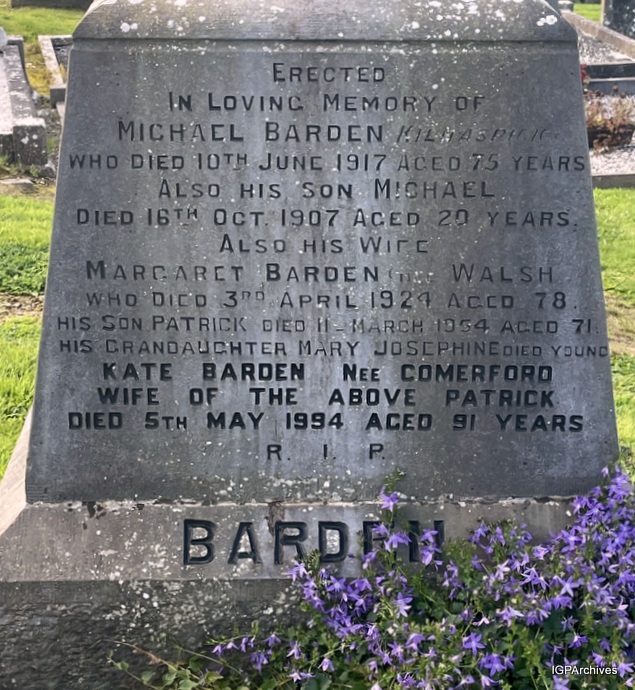 ERECTED
IN LOVING MEMORY OF
MICHAEL BARDEN
WHO DIED 10TH JUNE 1917 AGED 75 YEARS
ALSO HIS SON MICHAEL
DIED 16TH OCT. 1907 AGED 20 YEARS.
ALSO HIS WIFE
MARGARET BARDEN (NEE WALSH
WHO DIED 3RD APRIL 1924 AGED 78.
HIS SON PATRICK DIED 11TH MARCH 1954 AGED 71.
HIS GRANDAUGHTER MARY JOSEPHINE DIED YOUNG
KATE BARDEN NEE COMERFORD
WIFE OF THE ABOVE PATRICK
DIED 5TH MAY 1994 AGED 91 YEARS
R. I. P.
BARDEN
IGPArchives